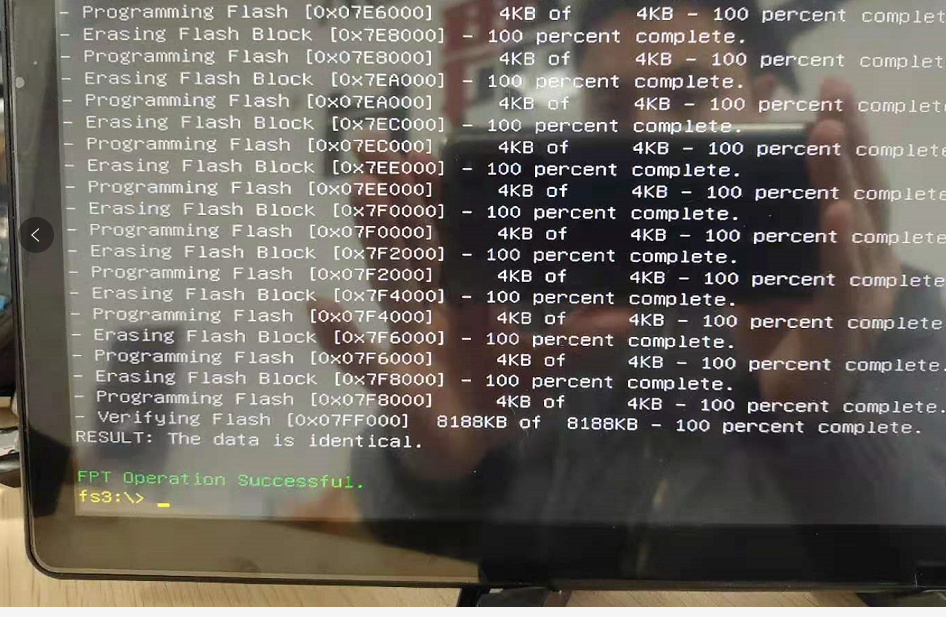 - Programming Flash [0x07E6000] 4KB of 4KB - 100 percent complet
- Erasing Flash Block [0x7E8000] - 100 percent complete.
- Programming Flash [0x07E8000] 4KB of 4KB - 100 percent complet
- Erasing Flash Block [0x7EA000] - 100 percent complete.
- Programming Flash [0x07EA000] 4KB of 4KB - 100 percent complet
- Erasing Flash Block [0x7EC000] - 100 percent complete.
- Programming Flash [0x07EC000] 4KB of 4KB - 100 percent complete
- Erasing Flash Block [0x7EE000] - 100 percent complete.
- Programming Flash [0x07EE000] 4KB of 4KB - 100 percent complete
- Erasing Flash Block [0x7F0000] - 100 percent complete.
- Programming Flash [0x07F0000] 4KB of 4KB - 100 percent complete
- Erasing Flash Block [0x7F2000] - 100 percent complete.
- Programming Flash [0x07F2000] 4KB of 4KB - 100 percent complete
- Erasing Flash Block [0x7F4000] - 100 percent complete.
- Programming Flash [0x07F4000] 4KB of 4KB - 100 percent complete
- Erasing Flash Block [0x7F6000] - 100 percent complete.
- Programming Flash [0x07F6000] 4KB of 4KB - 100 percent complete.
- Erasing Flash Block [0x7F8000] - 100 percent complete.
- Programming Flash [0x07F8000] 4KB of 4KB - 100 percent complete.
- Verifying Flash [0x07FF000] 8188KB of 8188KB - 100 percent complete.
RESULT: The data is identical.
FPT Operation Successful.
fs3:\> _